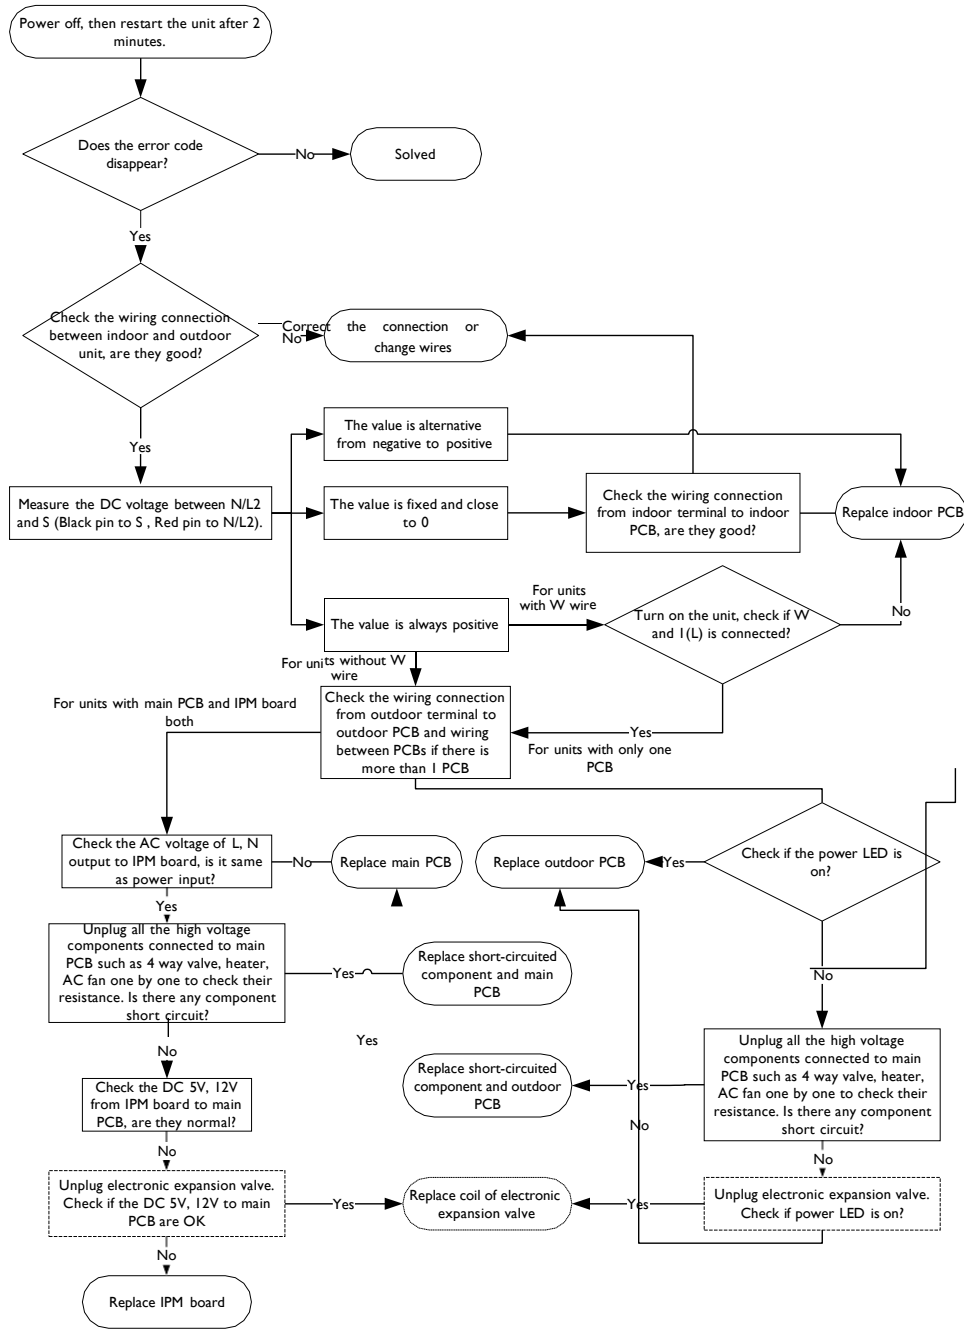 Power off, then restart the unit after 2
minutes.
Does the error code
disappear?
No
Solved
Yes
Check the wiring connection
between indoor and outdoor
unit, are they good?
No
Correct the connection or
change wires
Yes
Measure the DC voltage between N/L2
and S (Black pin to S , Red pin to N/L2).
The value is alternative
from negative to positive
The value is fixed and close
to 0
Check the wiring connection
from indoor terminal to indoor
PCB, are they good?
Repalce indoor PCB
The value is always positive
For units
with W wire
Turn on the unit, check if W
and 1(L) is connected?
No
For units without W
wire
Yes
For units with only one
PCB
Check the wiring connection
from outdoor terminal to
outdoor PCB and wiring
between PCBs if there is
more than 1 PCB
For units with main PCB and IPM board
both
Check the AC voltage of L, N
output to IPM board, is it same
as power input?
No
Replace main PCB
Replace outdoor PCB
Yes
Check if the power LED is
on?
Yes
Unplug all the high voltage
components connected to main
PCB such as 4 way valve, heater,
AC fan one by one to check their
resistance. Is there any component
short circuit?
Yes
Replace short-circuited
component and main
PCB
No
No
Yes
Check the DC 5V, 12V
from IPM board to main
PCB, are they normal?
Replace short-circuited
component and outdoor
PCB
Yes
Unplug all the high voltage
components connected to main
PCB such as 4 way valve, heater,
AC fan one by one to check their
resistance. Is there any component
short circuit?
No
No
No
Unplug electronic expansion valve.
Check if the DC 5V, 12V to main
PCB are OK
Yes
Replace coil of electronic
expansion valve
Yes
Unplug electronic expansion valve.
Check if power LED is on?
No
Replace IPM board